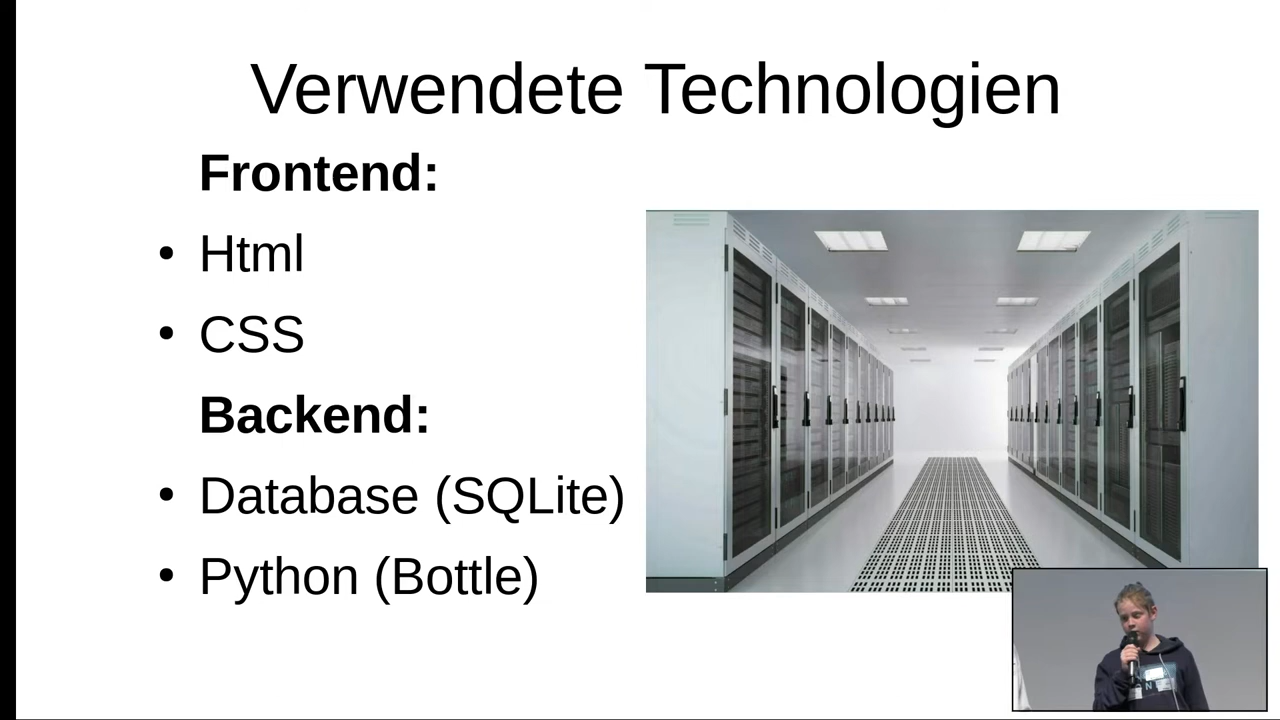 Verwendete Technologien
Frontend:
• Html
• CSS
Backend:
• Database (SQLite)
• Python (Bottle)